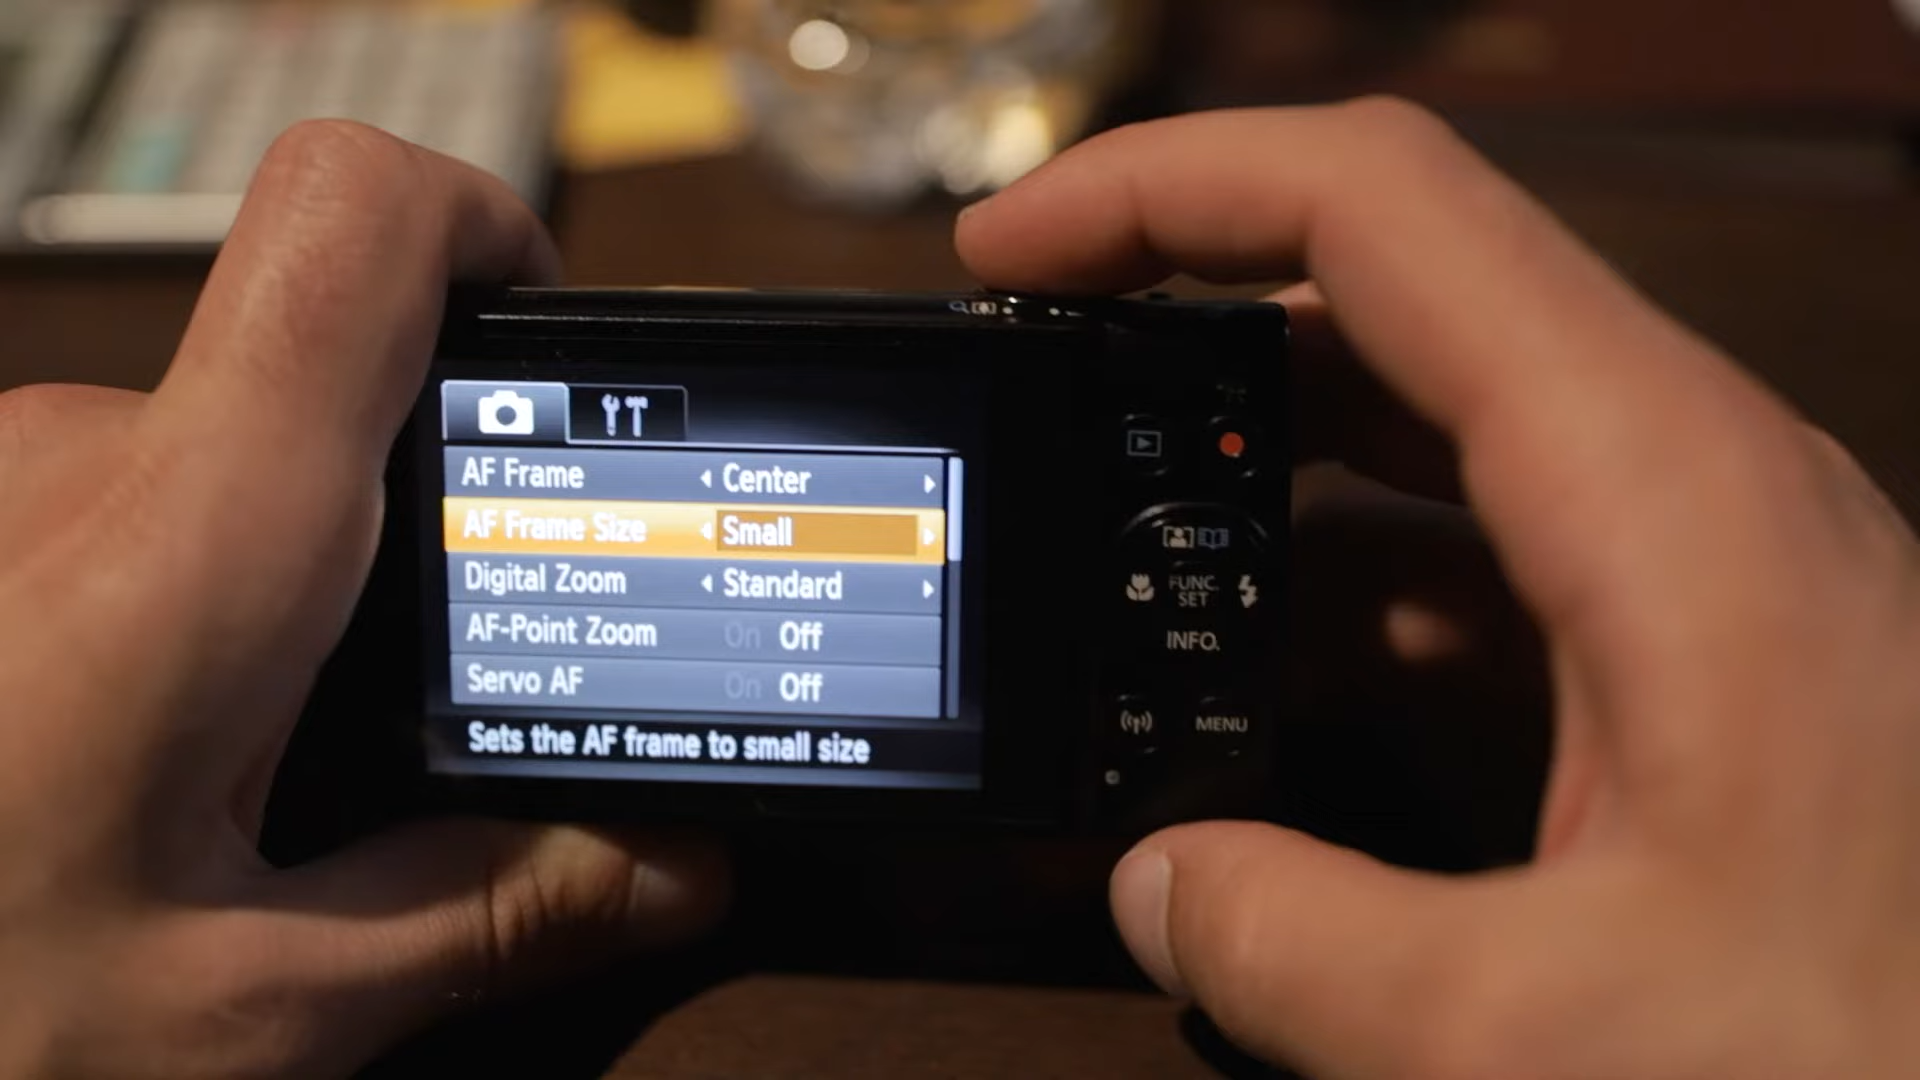 AF Frame Center
AF Frame Size Small
Digital Zoom Standard
AF-Point Zoom On Off
Servo AF On Off
Sets the AF frame to small size
FUNC.
SET
INFO.
MENU